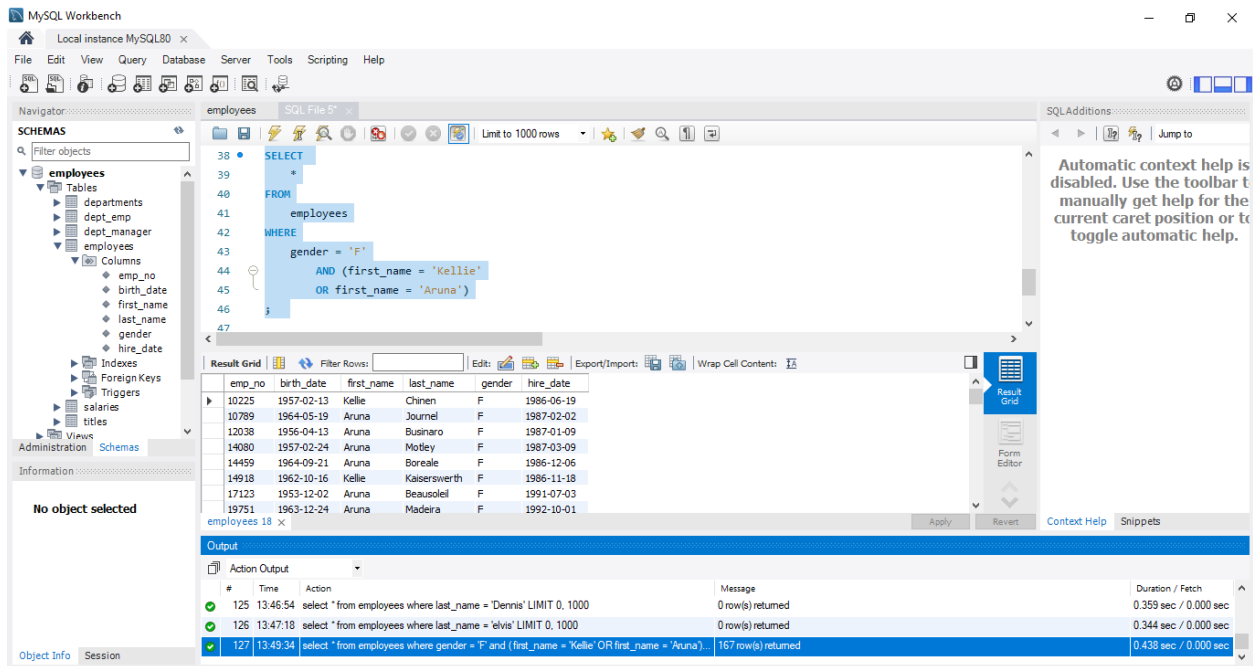 MySQL Workbench
Local instance MySQL80
File Edit View Query Database Server Tools Scripting Help
Navigator
SCHEMAS
Filter objects
employees
Tables
departments
dept_emp
dept_manager
employees
Columns
emp_no
birth_date
first_name
last_name
gender
hire_date
Indexes
Foreign Keys
Triggers
salaries
titles
Views
Administration Schemas
Information
No object selected
Object Info Session
employees SQL File 5*
Limit to 1000 rows
38 SELECT
39 *
40 FROM
41 employees
42 WHERE
43 gender = 'F'
44 AND (first_name = 'Kellie'
45 OR first_name = 'Aruna')
46 ;
47
Result Grid Filter Rows: Edit: Export/Import: Wrap Cell Content:
emp_no birth_date first_name last_name gender hire_date
10225 1957-02-13 Kellie Chinen F 1986-06-19
10789 1964-05-19 Aruna Journel F 1987-02-02
12038 1956-04-13 Aruna Businaro F 1987-01-09
14080 1957-02-24 Aruna Motley F 1987-03-09
14459 1964-09-21 Aruna Boreale F 1986-12-06
14918 1962-10-16 Kellie Kaiserswerth F 1986-11-18
17123 1953-12-02 Aruna Beausoleil F 1991-07-03
19751 1963-12-24 Aruna Madeira F 1992-10-01
Result
Grid
Form
Editor
employees 18
Apply Revert
SQLAdditions
Jump to
Automatic context help is
disabled. Use the toolbar t
manually get help for the
current caret position or to
toggle automatic help.
Context Help Snippets
Output
Action Output
# Time Action Message Duration / Fetch
125 13:46:54 select * from employees where last_name = 'Dennis' LIMIT 0, 1000 0 row(s) returned 0.359 sec / 0.000 sec
126 13:47:18 select * from employees where last_name = 'elvis' LIMIT 0, 1000 0 row(s) returned 0.344 sec / 0.000 sec
127 13:49:34 select * from employees where gender = 'F' and (first_name = 'Kellie' OR first_name = 'Aruna')... 167 row(s) returned 0.438 sec / 0.000 sec